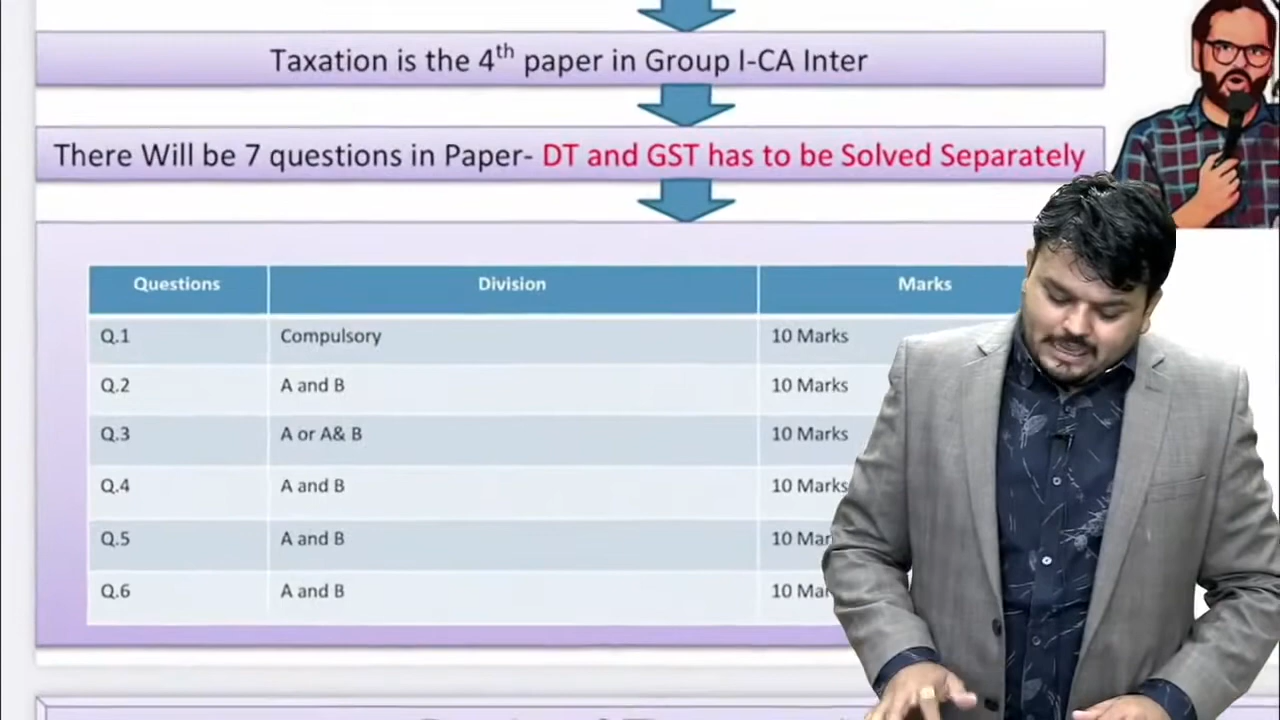 Taxation is the 4th paper in Group I-CA Inter
There Will be 7 questions in Paper- DT and GST has to be Solved Separately
Questions Division Marks
Q.1 Compulsory 10 Marks
Q.2 A and B 10 Marks
Q.3 A or A& B 10 Marks
Q.4 A and B 10 Marks
Q.5 A and B 10
Q.6 A and B 10